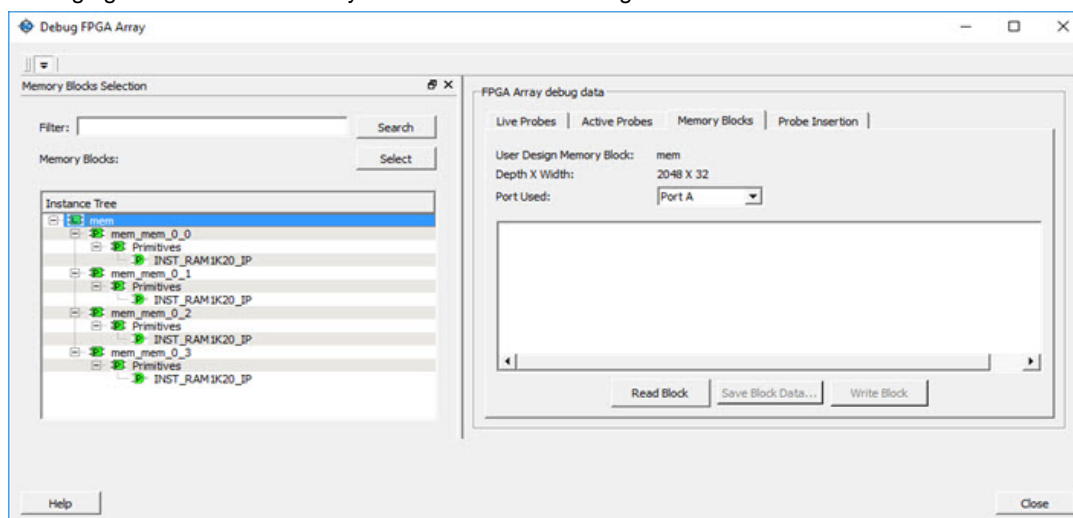 Debug FPGA Array
Memory Blocks Selection
Filter:
Search
Memory Blocks:
Select
Instance Tree
mem
mem_mem_0_0
Primitives
INST_RAM1K20_IP
mem_mem_0_1
Primitives
INST_RAM1K20_IP
mem_mem_0_2
Primitives
INST_RAM1K20_IP
mem_mem_0_3
Primitives
INST_RAM1K20_IP
FPGA Array debug data
Live Probes Active Probes Memory Blocks Probe Insertion
User Design Memory Block: mem
Depth X Width: 2048 X 32
Port Used: Port A
Read Block Save Block Data... Write Block
Help
Close